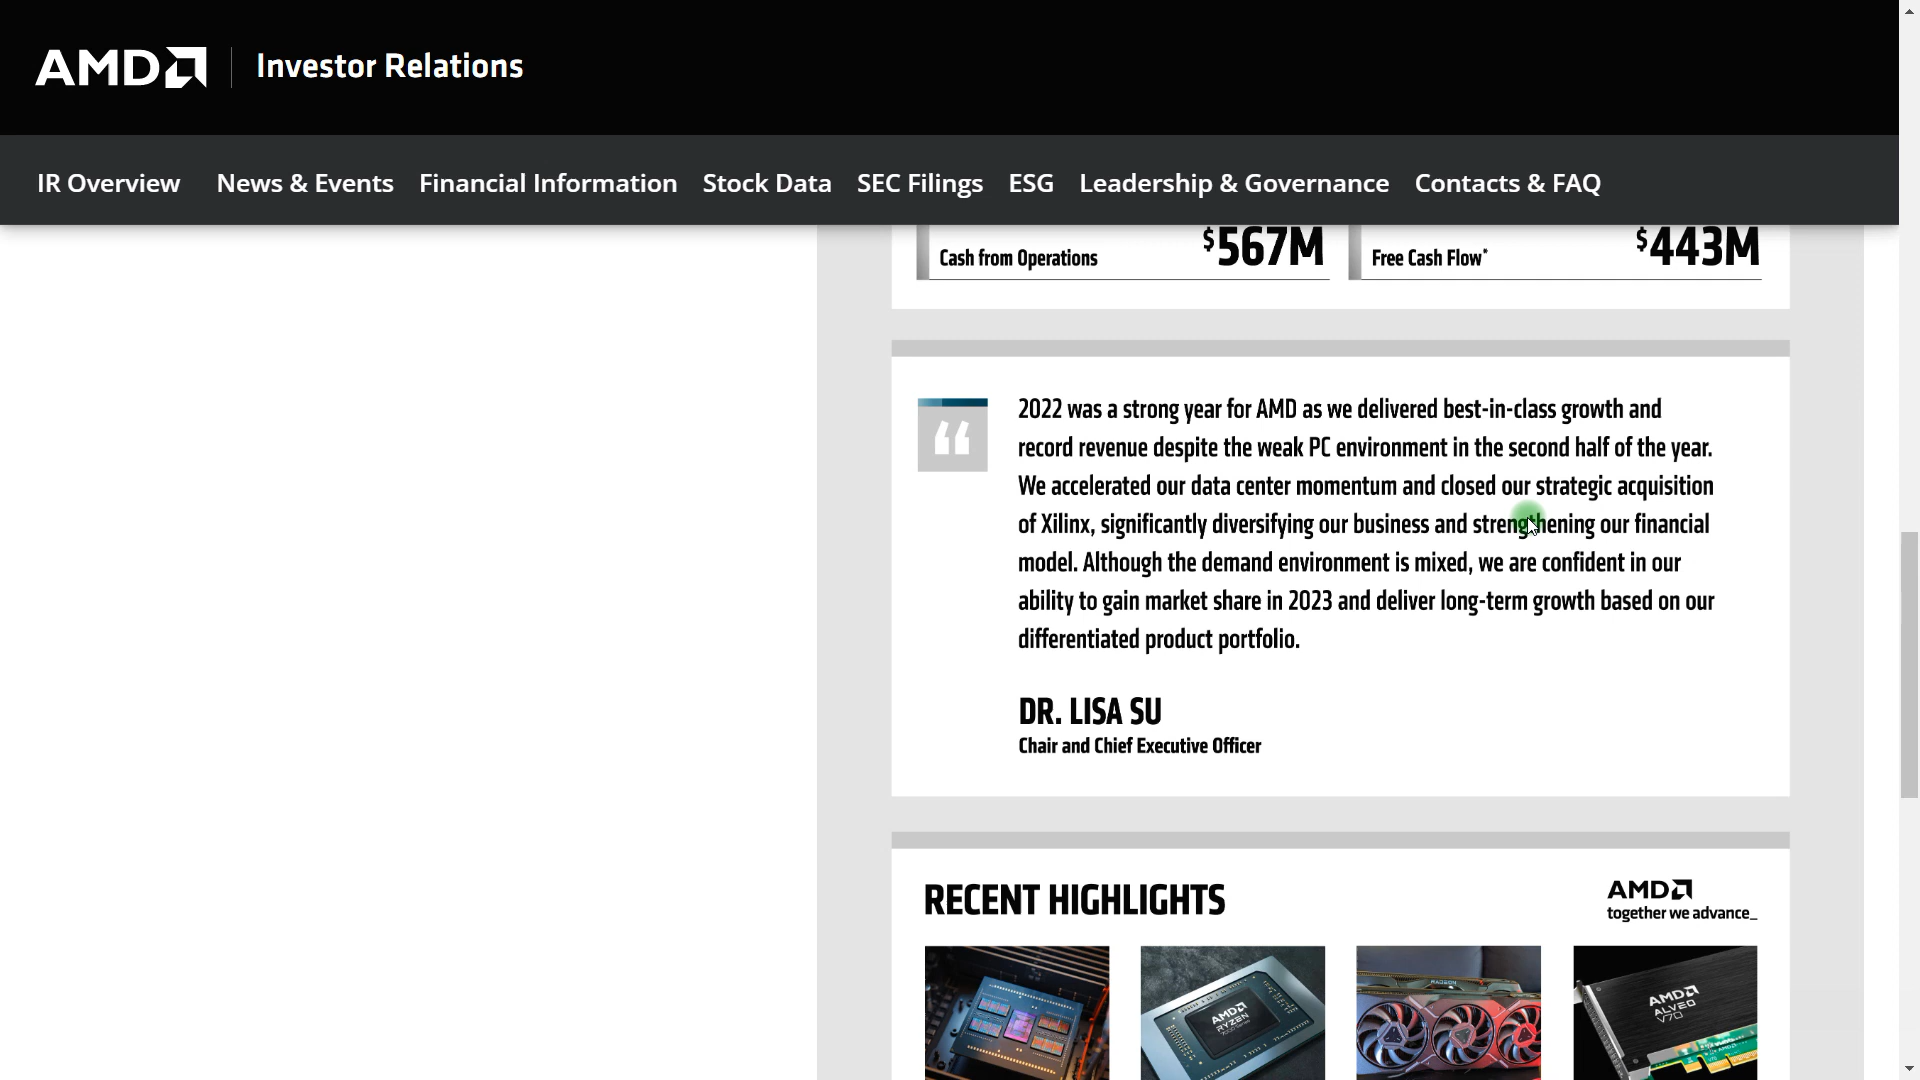 AMD
Investor Relations
IR Overview News & Events Financial Information Stock Data SEC Filings ESG Leadership & Governance Contacts & FAQ
Cash from Operations $567M
Free Cash Flow* $443M
“
2022 was a strong year for AMD as we delivered best-in-class growth and
record revenue despite the weak PC environment in the second half of the year.
We accelerated our data center momentum and closed our strategic acquisition
of Xilinx, significantly diversifying our business and strengthening our financial
model. Although the demand environment is mixed, we are confident in our
ability to gain market share in 2023 and deliver long-term growth based on our
differentiated product portfolio.
DR. LISA SU
Chair and Chief Executive Officer
RECENT HIGHLIGHTS
AMD
together we advance_
AMD
RYZEN
RADEON
AMD
ALVEO
V70